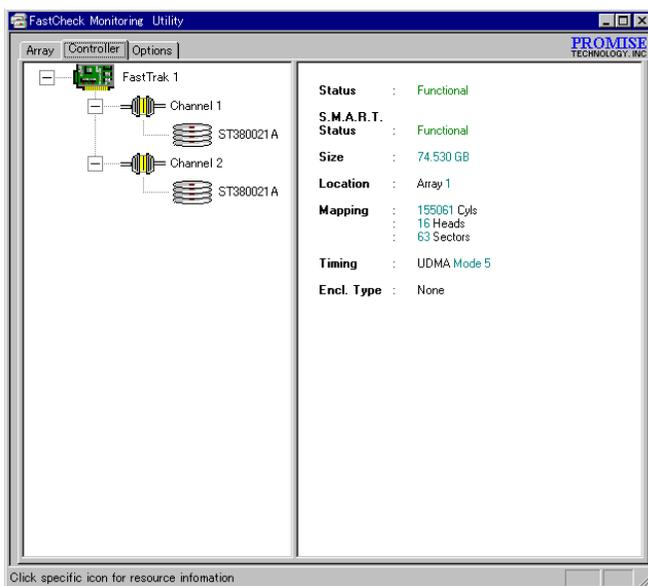 FastCheck Monitoring Utility
Array Controller Options
PROMISE
TECHNOLOGY, INC
FastTrak 1
Channel 1
ST380021A
Channel 2
ST380021A
Status : Functional
S.M.A.R.T.
Status : Functional
Size : 74.530 GB
Location : Array 1
Mapping : 155061 Cyls
: 16 Heads
: 63 Sectors
Timing : UDMA Mode 5
Encl. Type : None
Click specific icon for resource infomation